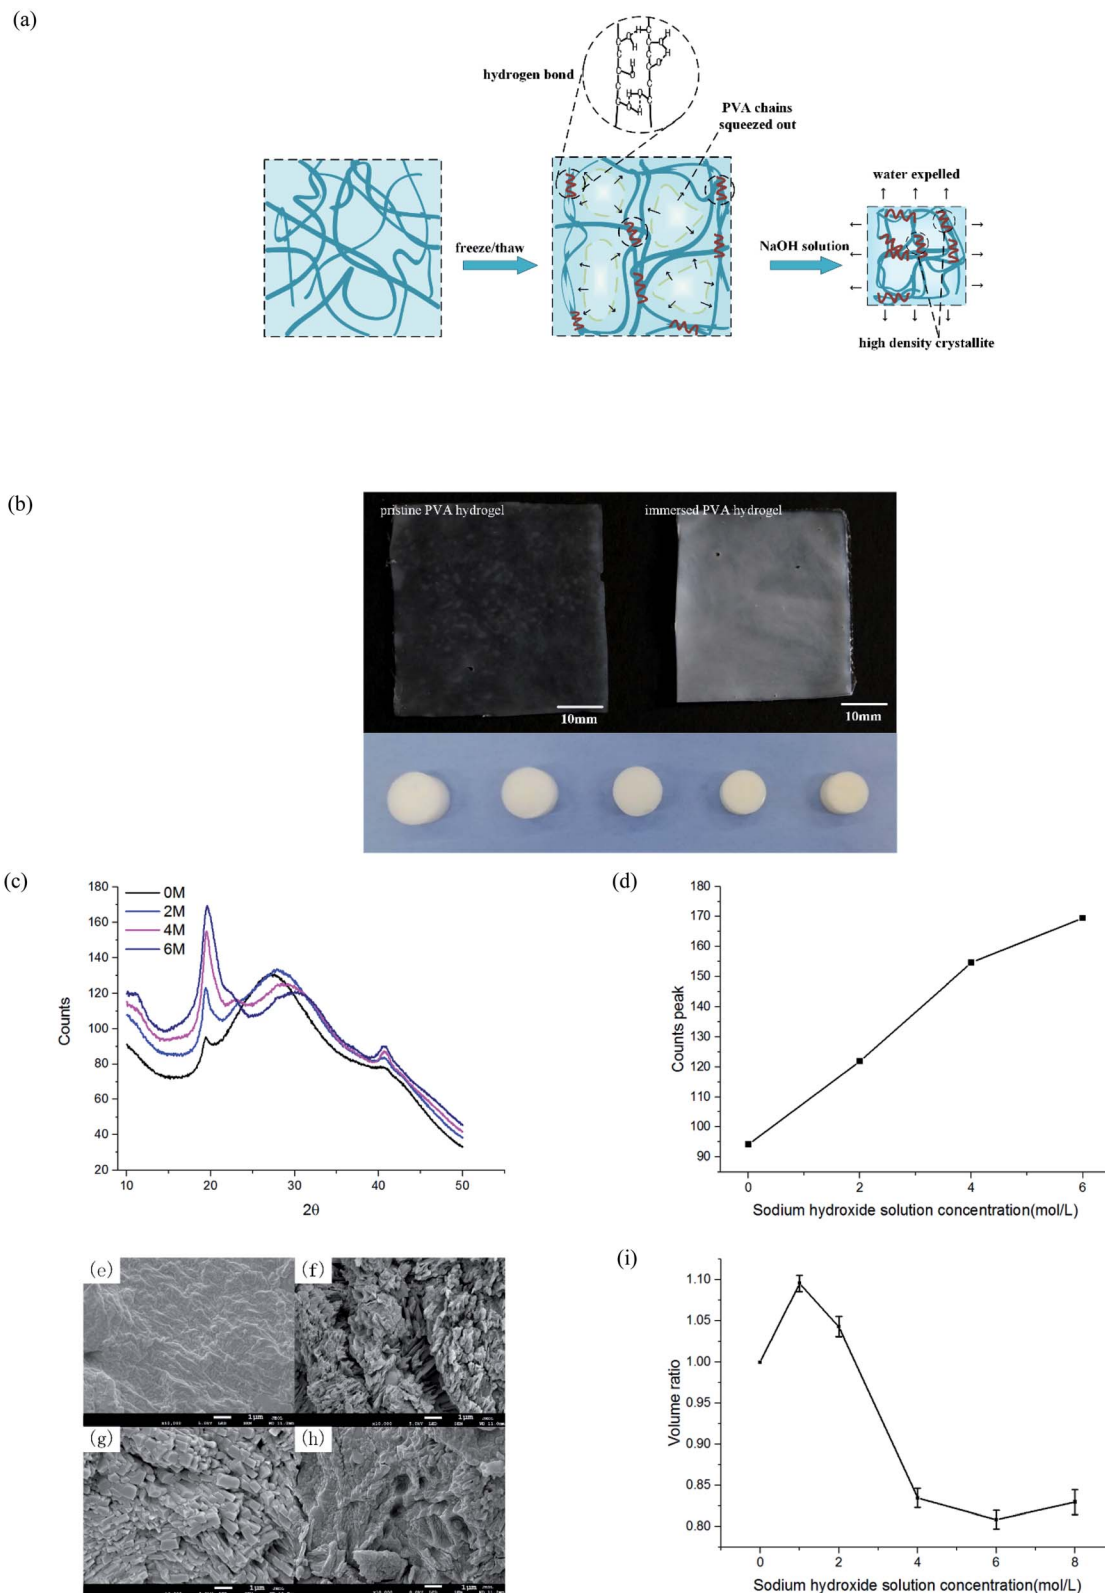 (a)
hydrogen bond
PVA chains
squeezed out
water expelled
freeze/thaw
NaOH solution
high density crystallite
(b)
pristine PVA hydrogel
immersed PVA hydrogel
10mm
10mm
(c)
180
160
140
120
100
80
60
40
20
Counts
0M
2M
4M
6M
10
20
30
40
50
2θ
(d)
180
170
160
150
140
130
120
110
100
90
Counts peak
0
2
4
6
Sodium hydroxide solution concentration(mol/L)
(e)
(f)
1μm
1μm
(g)
(h)
1μm
1μm
(i)
1.10
1.05
1.00
0.95
0.90
0.85
0.80
Volume ratio
0
2
4
6
8
Sodium hydroxide solution concentration(mol/L)